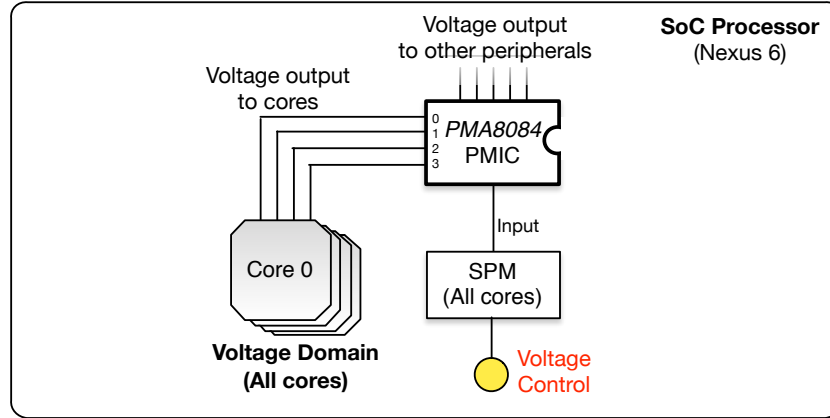 Voltage output
to other peripherals
SoC Processor
(Nexus 6)
Voltage output
to cores
0
1
2
3
PMA8084
PMIC
Input
Core 0
SPM
(All cores)
Voltage Domain
(All cores)
Voltage
Control